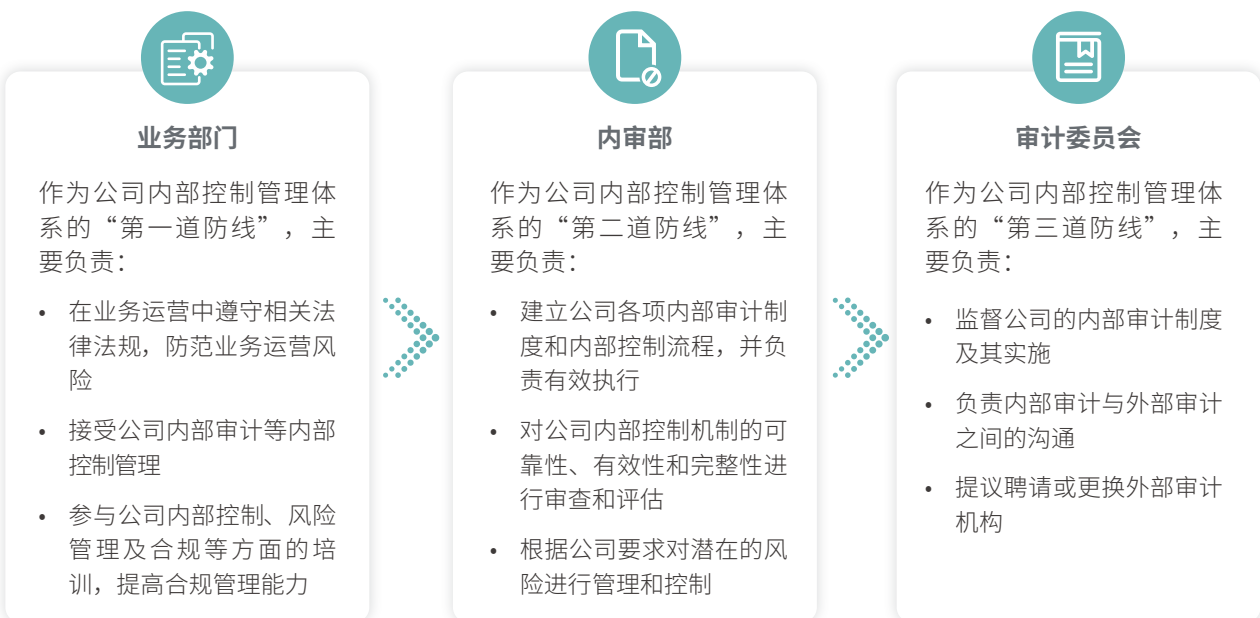 业务部门
作为公司内部控制管理体
系的“第一道防线”，主
要负责：
• 在业务运营中遵守相关法
律法规，防范业务运营风
险
• 接受公司内部审计等内部
控制管理
• 参与公司内部控制、风险
管理及合规等方面的培
训，提高合规管理能力
内审部
作为公司内部控制管理体
系的“第二道防线”，主
要负责：
• 建立公司各项内部审计制
度和内部控制流程，并负
责有效执行
• 对公司内部控制机制的可
靠性、有效性和完整性进
行审查和评估
• 根据公司要求对潜在的风
险进行管理和控制
审计委员会
作为公司内部控制管理体
系的“第三道防线”，主
要负责：
• 监督公司的内部审计制度
及其实施
• 负责内部审计与外部审计
之间的沟通
• 提议聘请或更换外部审计
机构